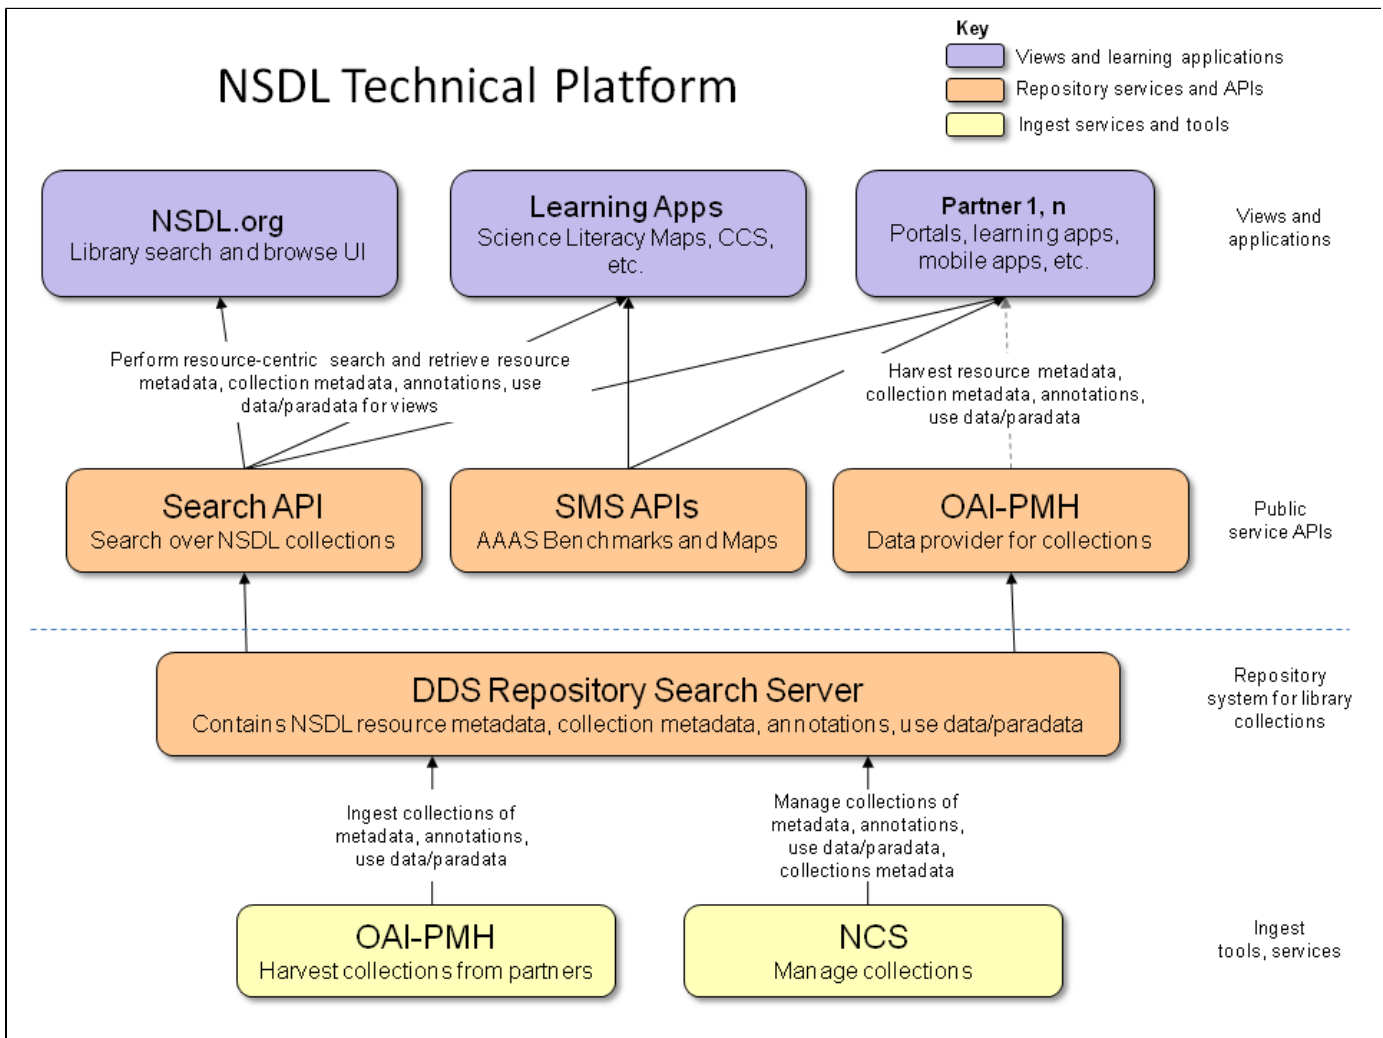 Key
Views and learning applications
Repository services and APIs
Ingest services and tools
NSDL Technical Platform
NSDL.org
Library search and browse UI
Learning Apps
Science Literacy Maps, CCS,
etc.
Partner 1, n
Portals, learning apps,
mobile apps, etc.
Views and
applications
Perform resource-centric search and retrieve resource
metadata, collection metadata, annotations, use
data/paradata for views
Harvest resource metadata,
collection metadata, annotations,
use data/paradata
Search API
Search over NSDL collections
SMS APIs
AAAS Benchmarks and Maps
OAI-PMH
Data provider for collections
Public
service APIs
DDS Repository Search Server
Contains NSDL resource metadata, collection metadata, annotations, use data/paradata
Repository
system for library
collections
Ingest collections of
metadata, annotations,
use data/paradata
Manage collections of
metadata, annotations,
use data/paradata,
collections metadata
OAI-PMH
Harvest collections from partners
NCS
Manage collections
Ingest
tools, services